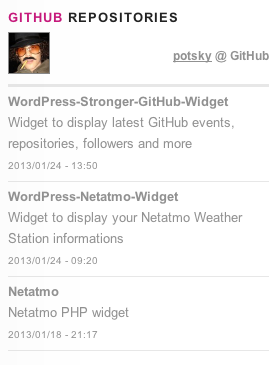 GITHUB REPOSITORIES
potsky @ GitHub
WordPress-Stronger-GitHub-Widget
Widget to display latest GitHub events,
repositories, followers and more
2013/01/24 - 13:50
WordPress-Netatmo-Widget
Widget to display your Netatmo Weather
Station informations
2013/01/24 - 09:20
Netatmo
Netatmo PHP widget
2013/01/18 - 21:17